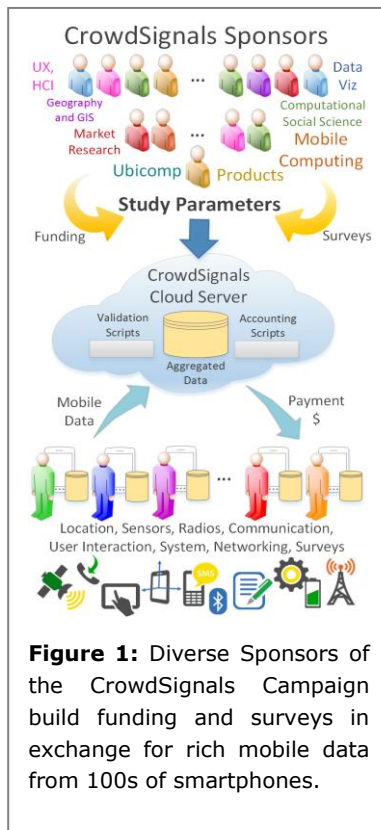 CrowdSignals Sponsors
UX,
HCI
...
Data
Viz
Geography
and GIS
Computational
Social Science
Market
Research
...
Mobile
Computing
Ubicomp
Products
Study Parameters
Funding
Surveys
CrowdSignals
Cloud Server
Validation
Scripts
Accounting
Scripts
Aggregated
Data
Mobile
Data
Payment
$
...
Location, Sensors, Radios, Communication,
User Interaction, System, Networking, Surveys
SMS
Figure 1: Diverse Sponsors of
the CrowdSignals Campaign
build funding and surveys in
exchange for rich mobile data
from 100s of smartphones.